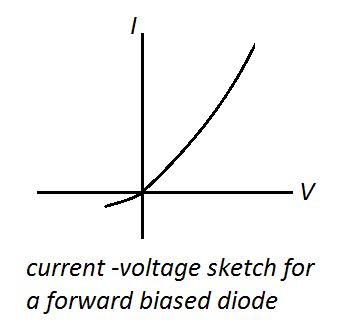 I
V
current -voltage sketch for
a forward biased diode